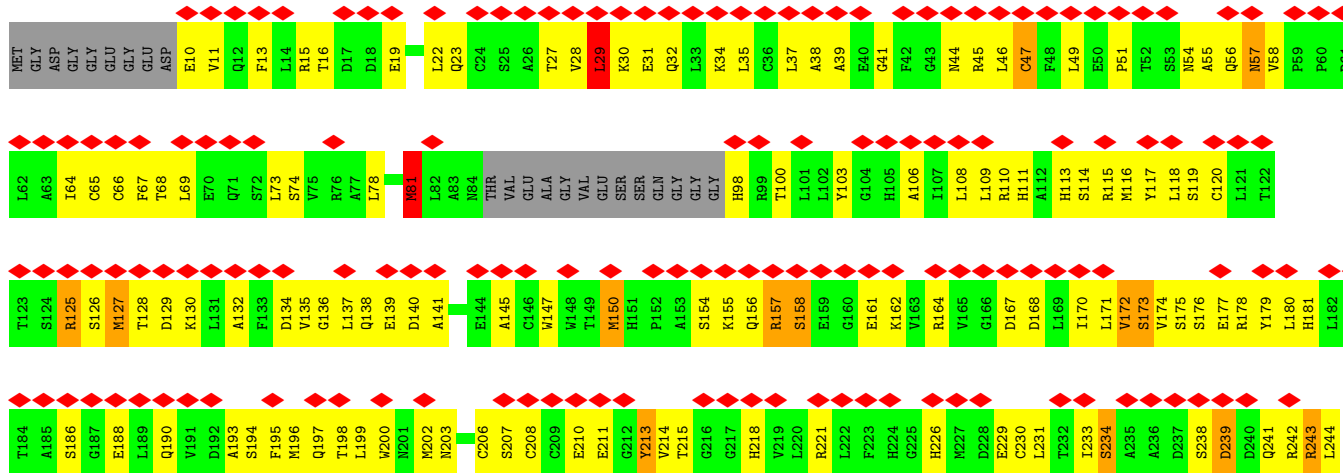 MET GLY ASP GLY GLY GLU GLY GLU ASP E10 V11 Q12 F13 L14 R15 T16 D17 D18 E19 L22 Q23 C24 S25 A26 T27 V28 L29 K30 E31 Q32 L33 K34 L35 C36 L37 A38 A39 E40 G41 F42 G43 N44 R45 L46 C47 F48 L49 E50 P51 T52 S53 N54 A55 Q56 N57 V58 P59 P60
L62 A63 I64 C65 C66 F67 T68 L69 E70 Q71 S72 L73 S74 V75 R76 A77 L78 M81 L82 A83 N84 THR VAL GLU ALA GLY VAL GLU SER SER GLN GLY GLY GLY H98 R99 T100 L101 L102 Y103 G104 H105 A106 I107 L108 L109 R110 H111 A112 H113 S114 R115 M116 Y117 L118 S119 C120 L121 T122
T123 S124 R125 S126 M127 T128 D129 K130 L131 A132 F133 D134 V135 G136 L137 Q138 E139 D140 A141 E144 A145 C146 W147 W148 T149 M150 H151 P152 A153 S154 K155 Q156 R157 S158 E159 G160 E161 K162 V163 R164 V165 G166 D167 D168 L169 I170 L171 V172 S173 V174 S175 S176 E177 R178 Y179 L180 H181 L182
T184 A185 S186 G187 E188 L189 Q190 V191 D192 A193 S194 F195 M196 Q197 T198 L199 W200 N201 M202 N203 C206 S207 C208 C209 E210 E211 G212 Y213 V214 T215 G216 G217 H218 V219 L220 R221 L222 F223 H224 G225 H226 M227 D228 E229 C230 L231 T232 I233 S234 A235 A236 D237 S238 D239 D240 Q241 R242 R243 L244